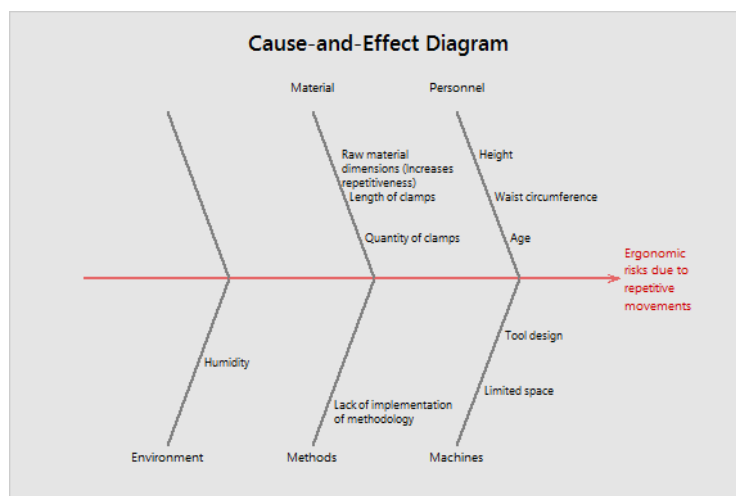 Cause-and-Effect Diagram
Material
Personnel
Raw material
dimensions (Increases
repetitiveness)
Length of clamps
Quantity of clamps
Height
Waist circumference
Age
Ergonomic
risks due to
repetitive
movements
Humidity
Lack of implementation
of methodology
Tool design
Limited space
Environment
Methods
Machines